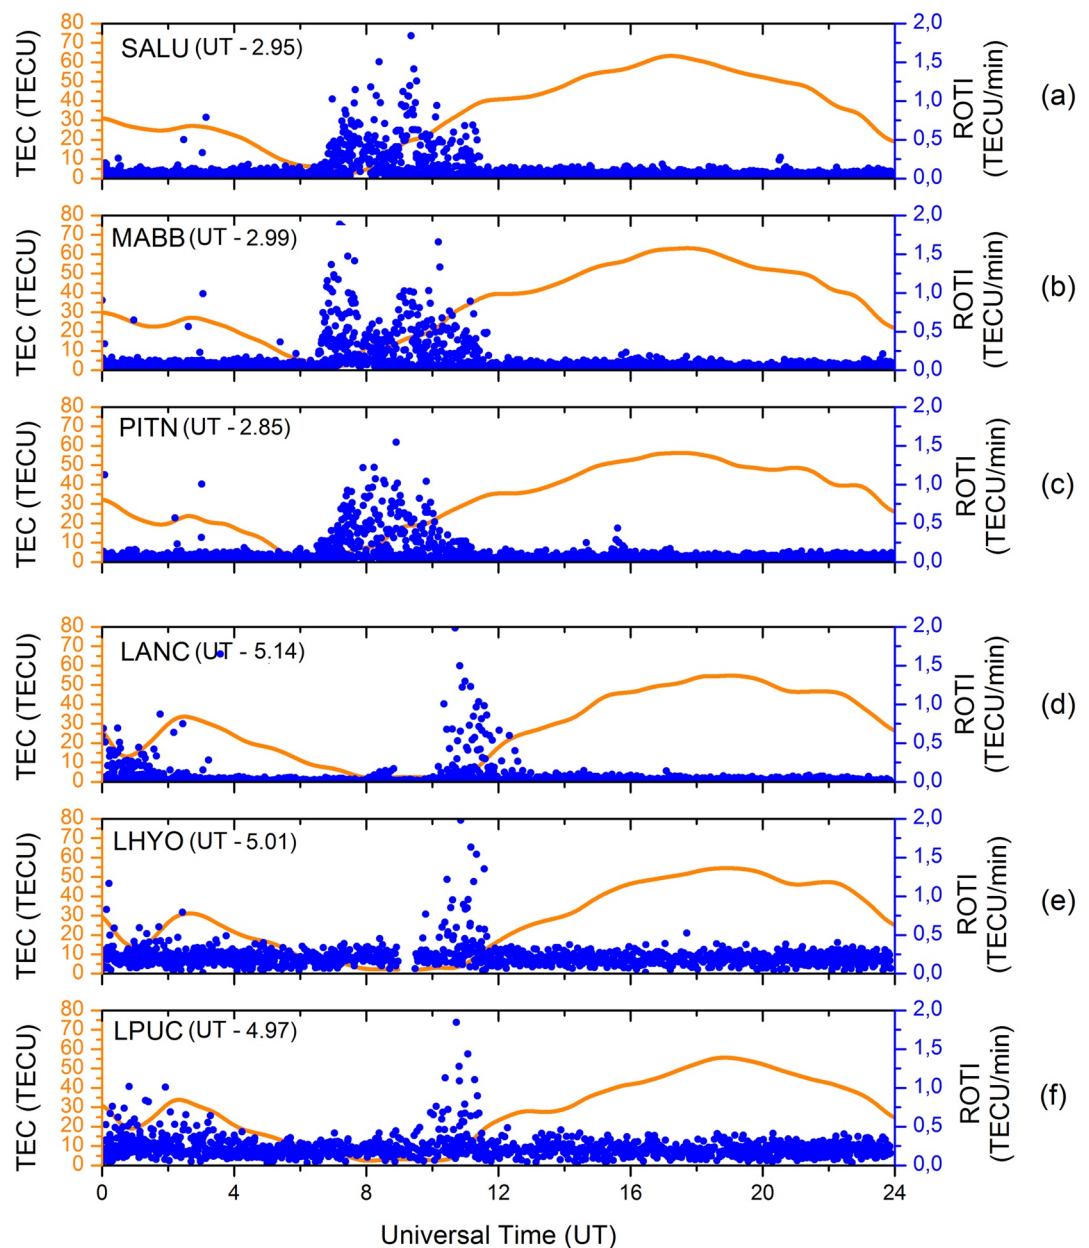 80
70
60
50
40
30
20
10
0
TEC (TECU)
SALU (UT - 2.95)
2,0
1,5
1,0
0,5
0,0
ROTI
(TECU/min)
(a)
80
70
60
50
40
30
20
10
0
TEC (TECU)
MABB (UT - 2.99)
2,0
1,5
1,0
0,5
0,0
ROTI
(TECU/min)
(b)
80
70
60
50
40
30
20
10
0
TEC (TECU)
PITN (UT - 2.85)
2,0
1,5
1,0
0,5
0,0
ROTI
(TECU/min)
(c)
80
70
60
50
40
30
20
10
0
TEC (TECU)
LANC (UT - 5.14)
2,0
1,5
1,0
0,5
0,0
ROTI
(TECU/min)
(d)
80
70
60
50
40
30
20
10
0
TEC (TECU)
LHYO (UT - 5.01)
2,0
1,5
1,0
0,5
0,0
ROTI
(TECU/min)
(e)
80
70
60
50
40
30
20
10
0
TEC (TECU)
LPUC (UT - 4.97)
2,0
1,5
1,0
0,5
0,0
ROTI
(TECU/min)
(f)
0 4 8 12 16 20 24
Universal Time (UT)